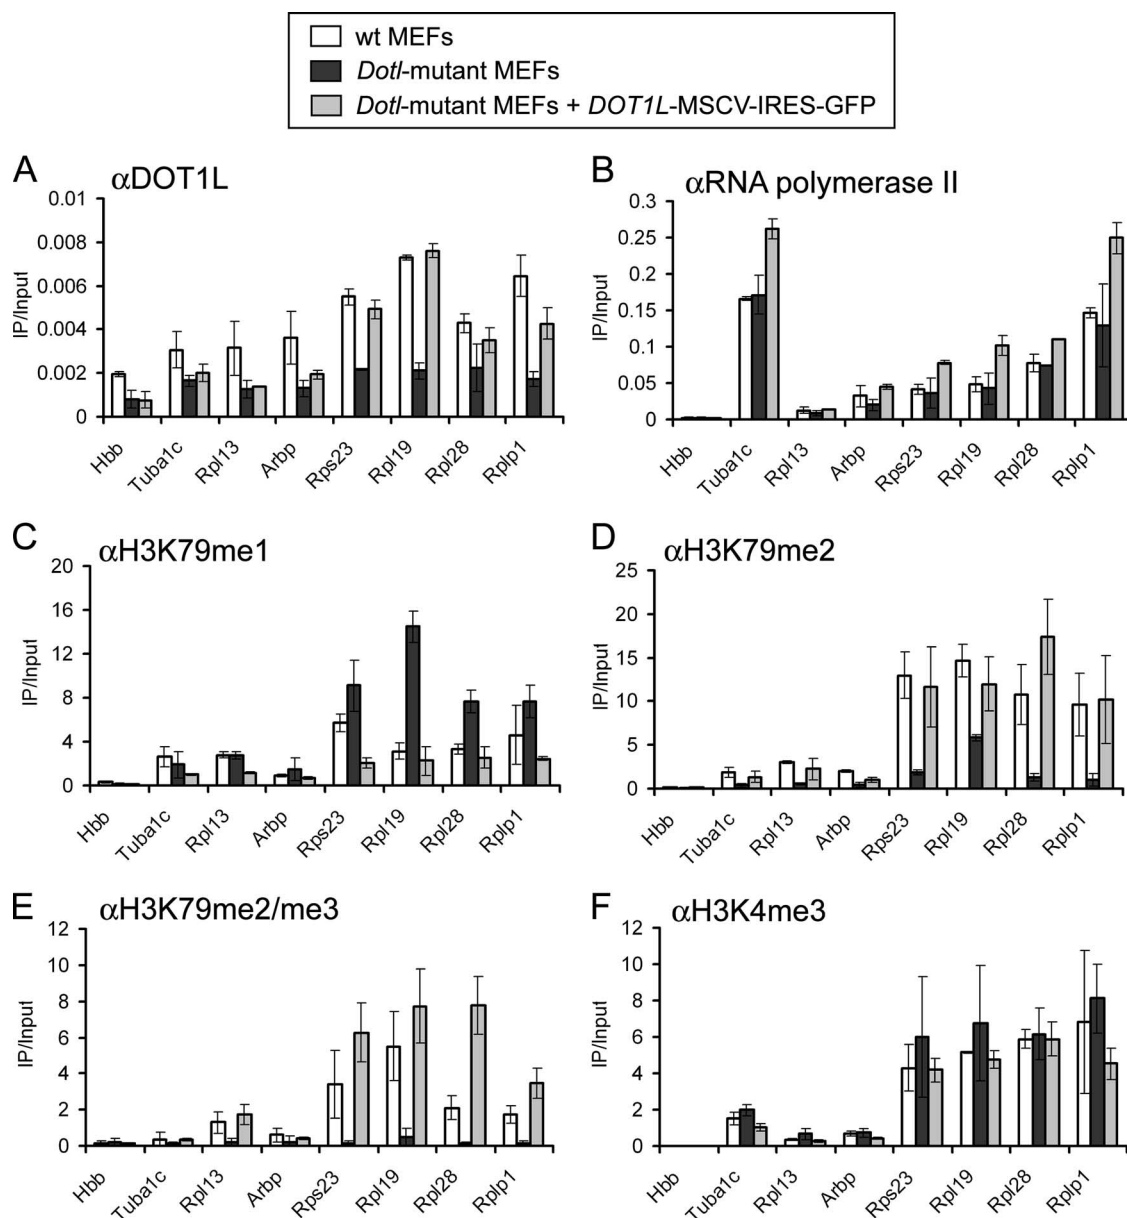 wt MEFs
Dotl-mutant MEFs
Dotl-mutant MEFs + DOT1L-MSCV-IRES-GFP
A
αDOT1L
0.01
0.008
0.006
0.004
0.002
0
IP/Input
Hbb
Tuba1c
Rpl13
Arbp
Rps23
Rpl19
Rpl28
Rplp1
B
αRNA polymerase II
0.3
0.25
0.2
0.15
0.1
0.05
0
IP/Input
Hbb
Tuba1c
Rpl13
Arbp
Rps23
Rpl19
Rpl28
Rplp1
C
αH3K79me1
20
16
12
8
4
0
IP/Input
Hbb
Tuba1c
Rpl13
Arbp
Rps23
Rpl19
Rpl28
Rplp1
D
αH3K79me2
25
20
15
10
5
0
IP/Input
Hbb
Tuba1c
Rpl13
Arbp
Rps23
Rpl19
Rpl28
Rplp1
E
αH3K79me2/me3
12
10
8
6
4
2
0
IP/Input
Hbb
Tuba1c
Rpl13
Arbp
Rps23
Rpl19
Rpl28
Rplp1
F
αH3K4me3
12
10
8
6
4
2
0
IP/Input
Hbb
Tuba1c
Rpl13
Arbp
Rps23
Rpl19
Rpl28
Rplp1